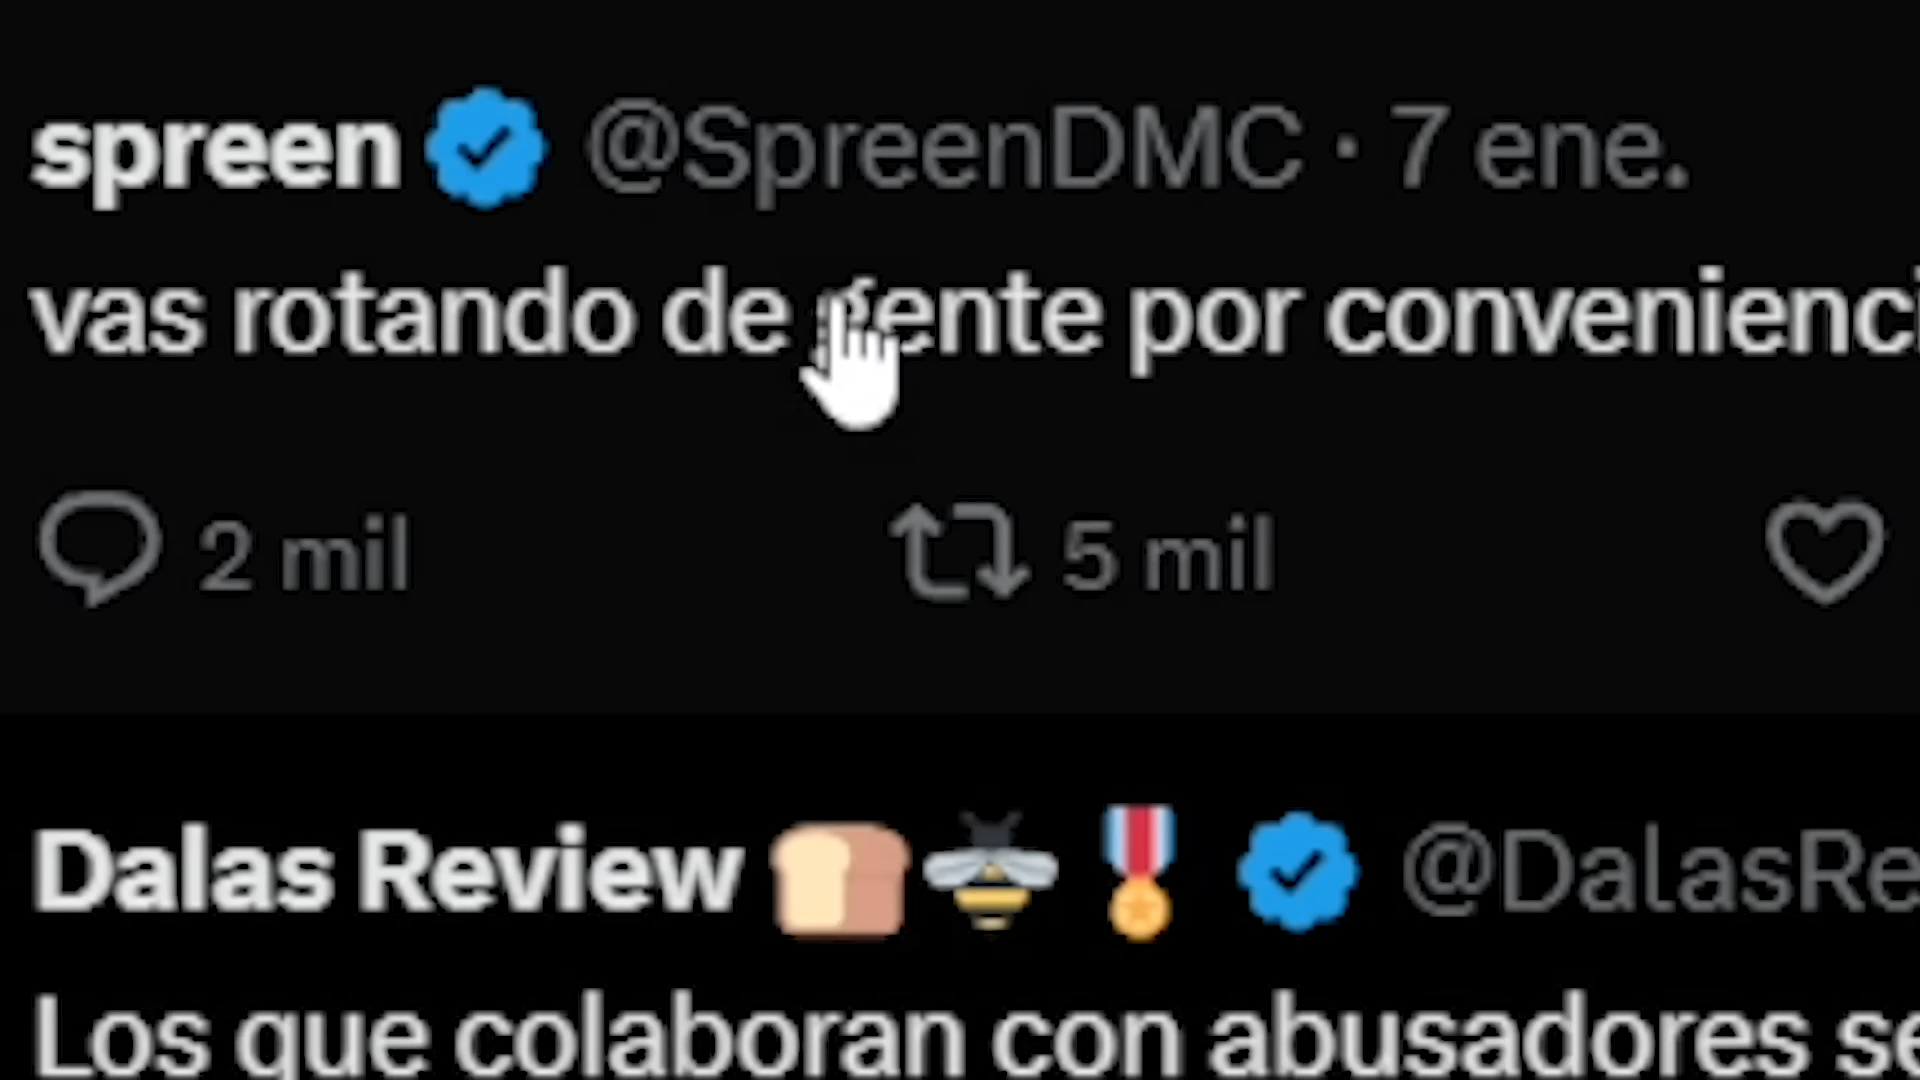 spreen @SpreenDMC · 7 ene.
vas rotando de gente por convenienci
2 mil 5 mil
Dalas Review @DalasRe
Los que colaboran con abusadores se